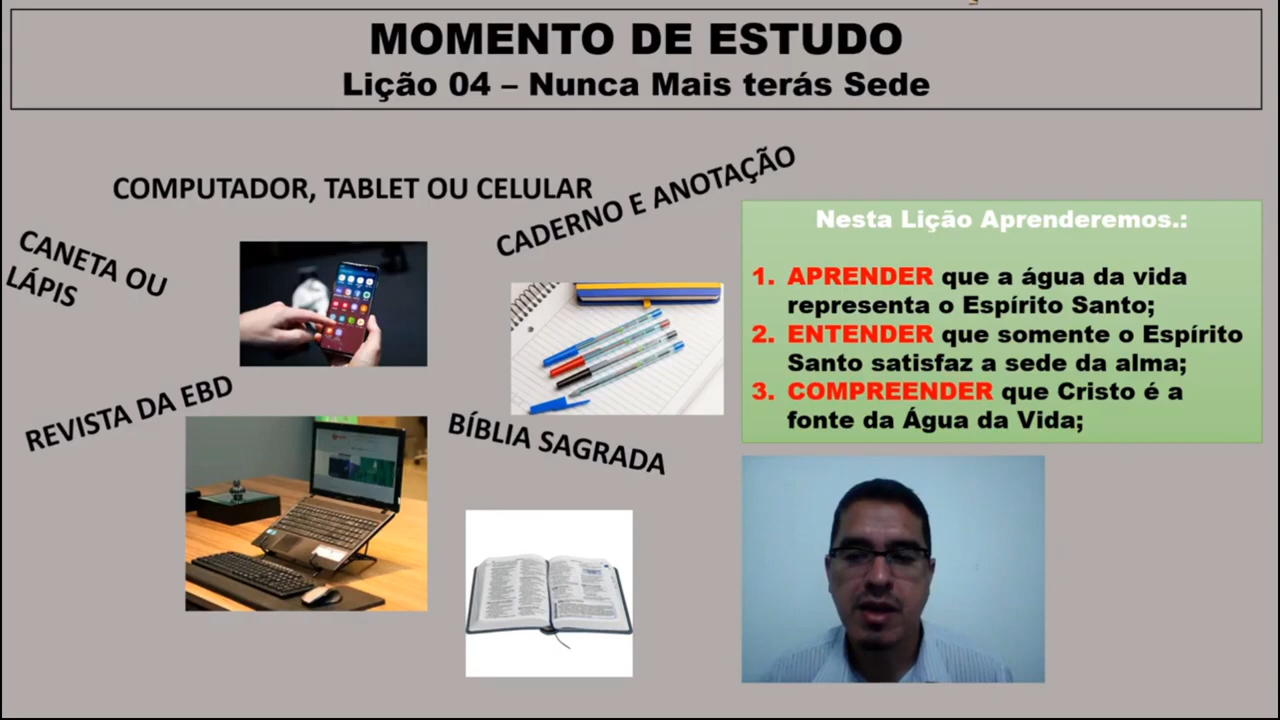 MOMENTO DE ESTUDO
Lição 04 – Nunca Mais terás Sede
COMPUTADOR, TABLET OU CELULAR
CADERNO E ANOTAÇÃO
CANETA OU
LÁPIS
REVISTA DA EBD
BÍBLIA SAGRADA
Nesta Lição Aprenderemos.:
1. APRENDER que a água da vida
representa o Espírito Santo;
2. ENTENDER que somente o Espírito
Santo satisfaz a sede da alma;
3. COMPREENDER que Cristo é a
fonte da Água da Vida;